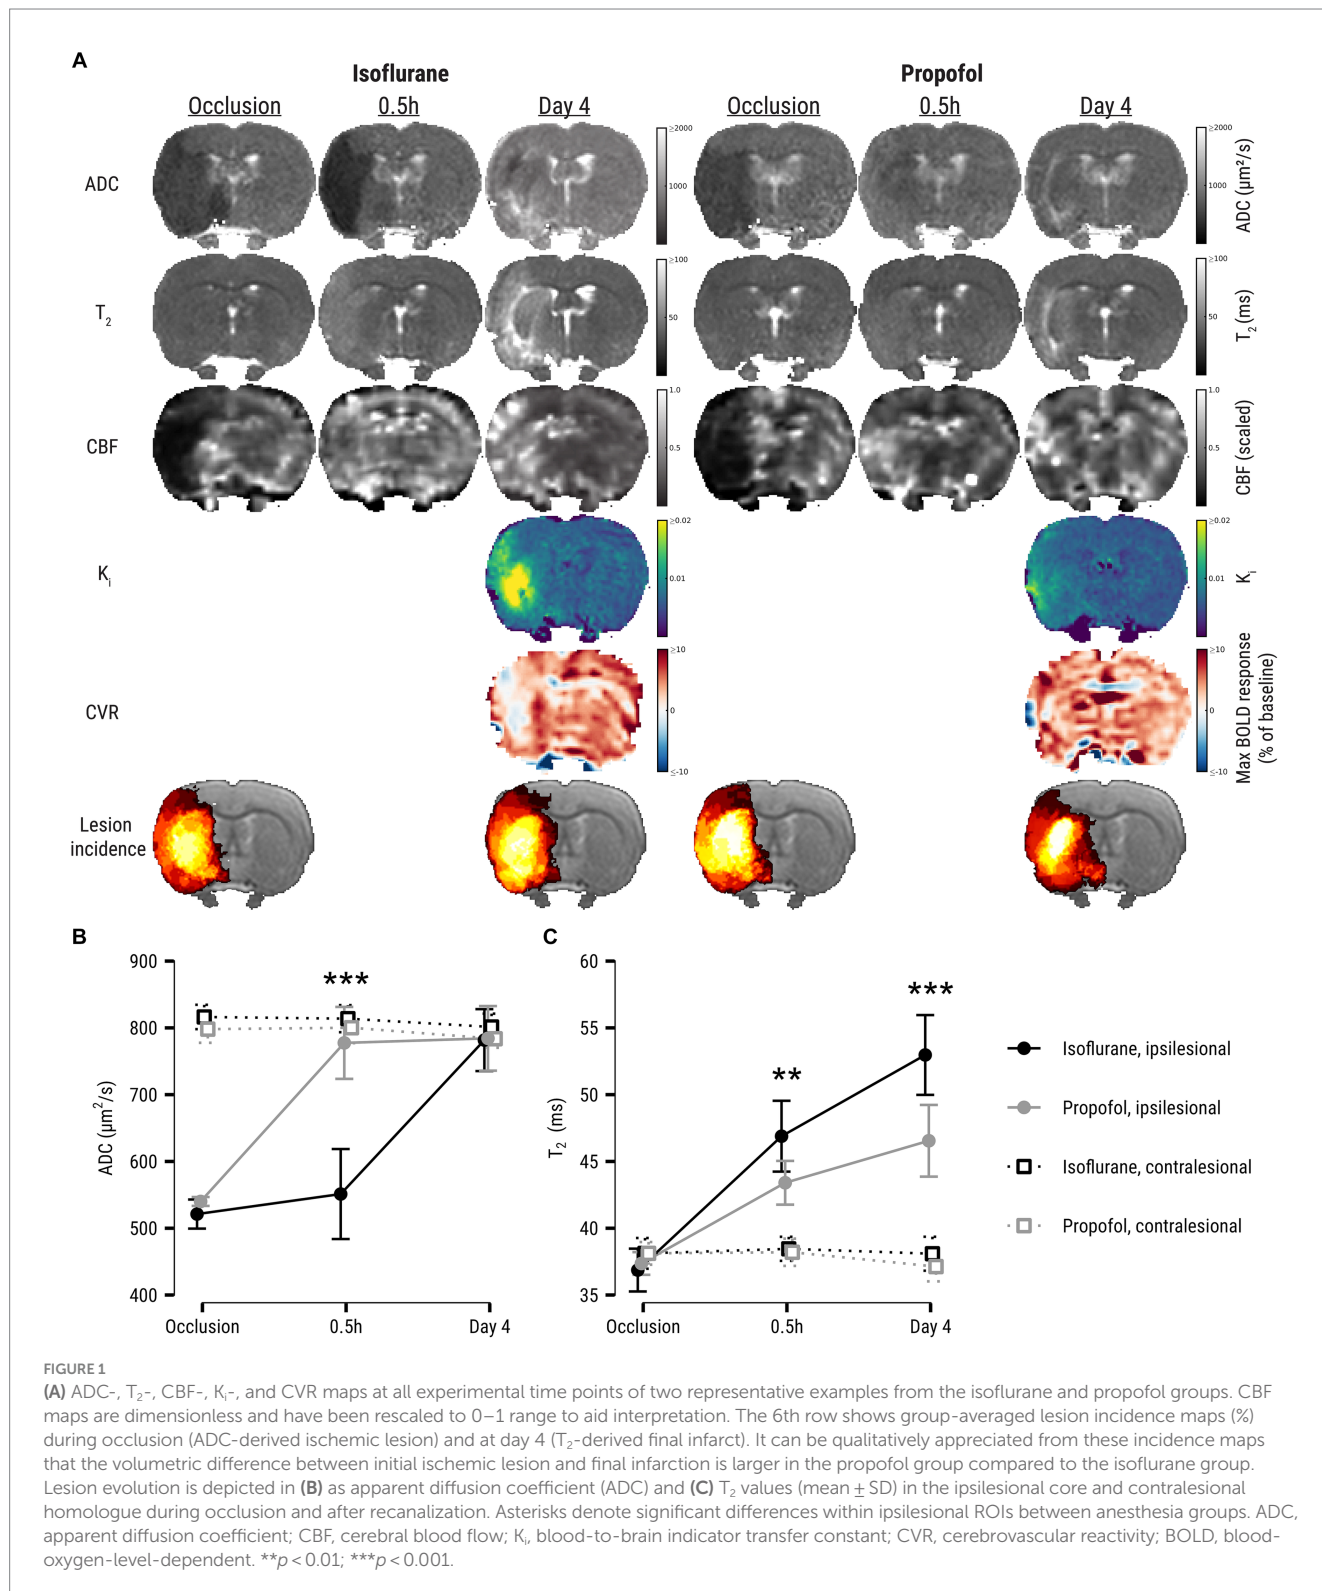 A
Isoflurane Propofol
Occlusion 0.5h Day 4 Occlusion 0.5h Day 4
ADC
≥2000
1000
≥2000
1000
ADC (µm²/s)
T2
≥100
50
≥100
50
T2 (ms)
CBF
1.0
0.5
1.0
0.5
CBF (scaled)
Ki
≥0.02
0.01
≥0.02
0.01
Ki
CVR
≥10
0
≤-10
≥10
0
≤-10
Max BOLD response
(% of baseline)
Lesion
incidence
B
900
800
700
600
500
400
ADC (µm2/s)
***
Occlusion 0.5h Day 4
C
60
55
50
45
40
35
T2 (ms)
**
***
Occlusion 0.5h Day 4
Isoflurane, ipsilesional
Propofol, ipsilesional
Isoflurane, contralesional
Propofol, contralesional
FIGURE 1
(A) ADC-, T2-, CBF-, Ki-, and CVR maps at all experimental time points of two representative examples from the isoflurane and propofol groups. CBF
maps are dimensionless and have been rescaled to 0–1 range to aid interpretation. The 6th row shows group-averaged lesion incidence maps (%)
during occlusion (ADC-derived ischemic lesion) and at day 4 (T2-derived final infarct). It can be qualitatively appreciated from these incidence maps
that the volumetric difference between initial ischemic lesion and final infarction is larger in the propofol group compared to the isoflurane group.
Lesion evolution is depicted in (B) as apparent diffusion coefficient (ADC) and (C) T2 values (mean ± SD) in the ipsilesional core and contralesional
homologue during occlusion and after recanalization. Asterisks denote significant differences within ipsilesional ROIs between anesthesia groups. ADC,
apparent diffusion coefficient; CBF, cerebral blood flow; Ki, blood-to-brain indicator transfer constant; CVR, cerebrovascular reactivity; BOLD, blood-
oxygen-level-dependent. **p < 0.01; ***p < 0.001.